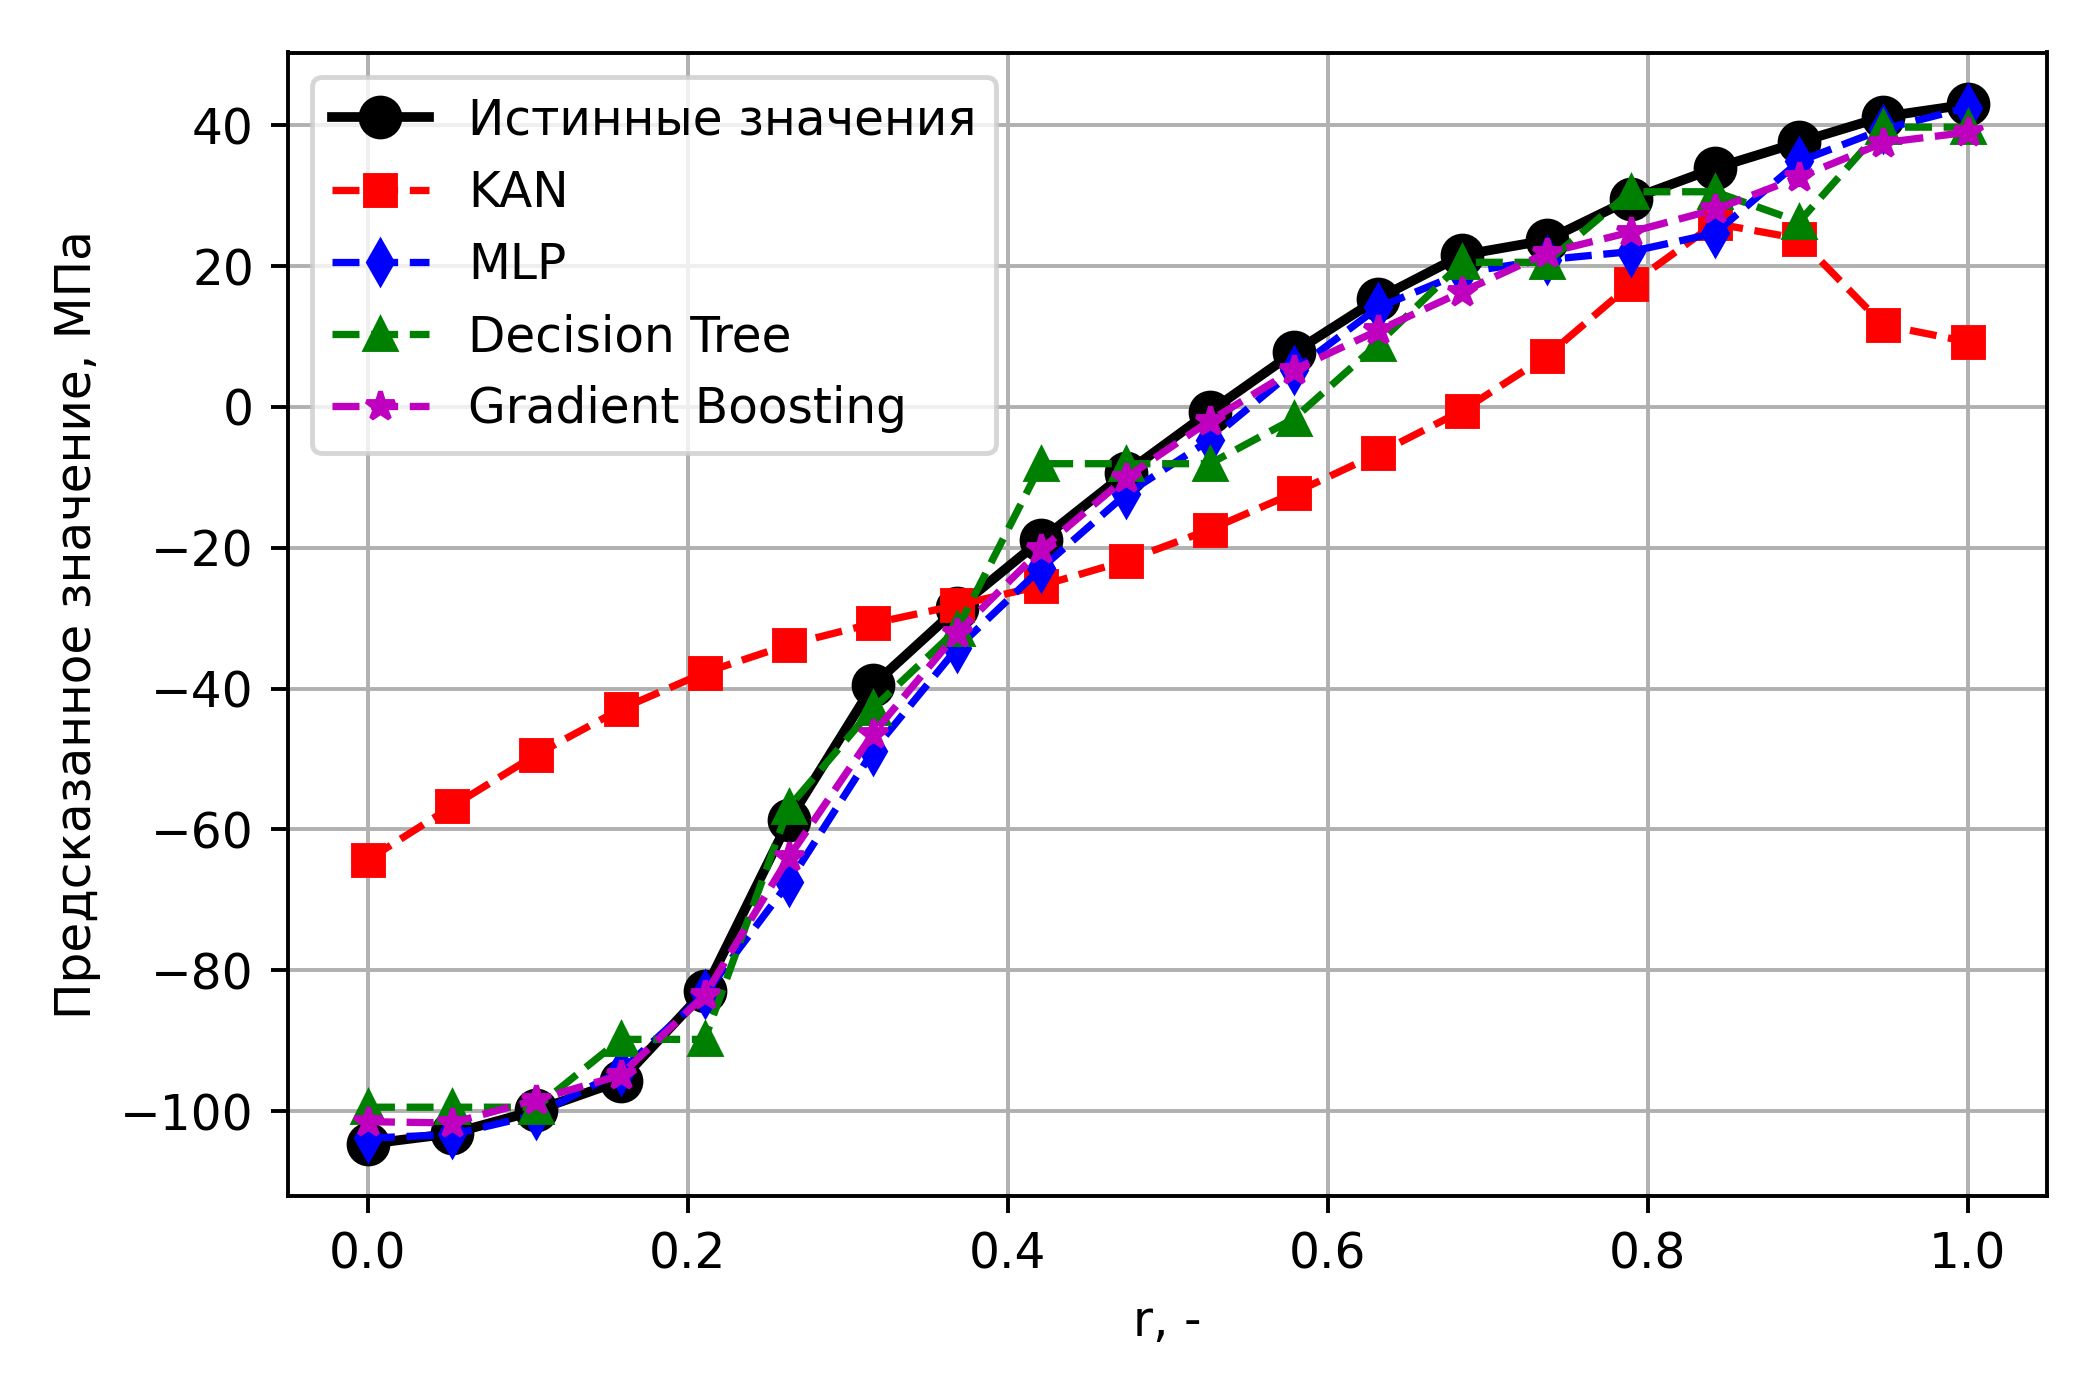 Истинные значения
KAN
MLP
Decision Tree
Gradient Boosting
Предсказанное значение, МПа
40
20
0
−20
−40
−60
−80
−100
0.0 0.2 0.4 0.6 0.8 1.0
r, -